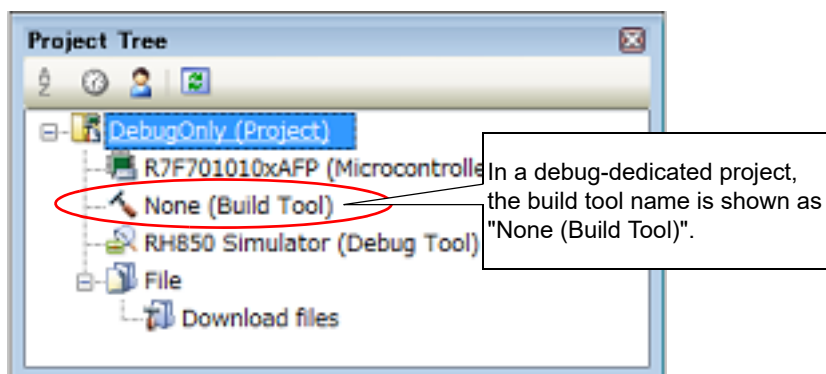 Project Tree
DebugOnly (Project)
R7F701010xAFP (Microcontrolle
In a debug-dedicated project,
the build tool name is shown as
"None (Build Tool)".
None (Build Tool)
RH850 Simulator (Debug Tool)
File
Download files